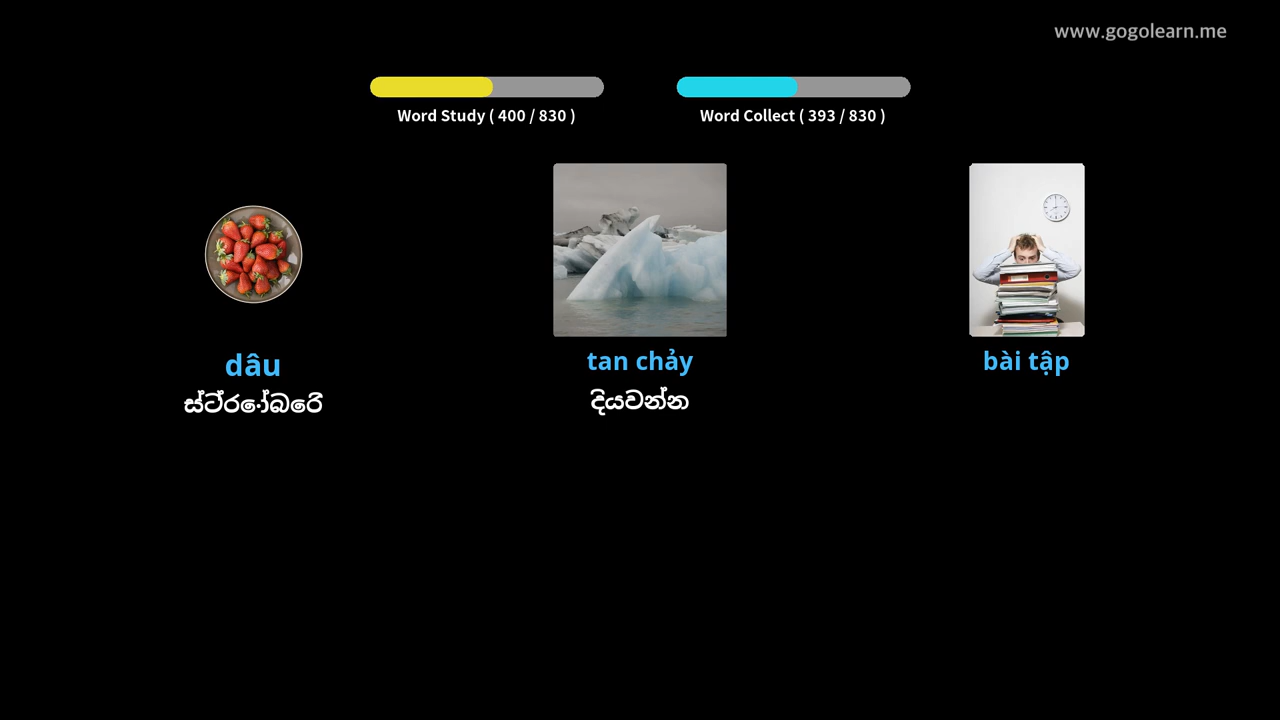 www.gogolearn.me
Word Study ( 400 / 830 )
Word Collect ( 393 / 830 )
dâu
tan chảy
bài tập
ස්ට්රෝබෙරි
දියවන්න